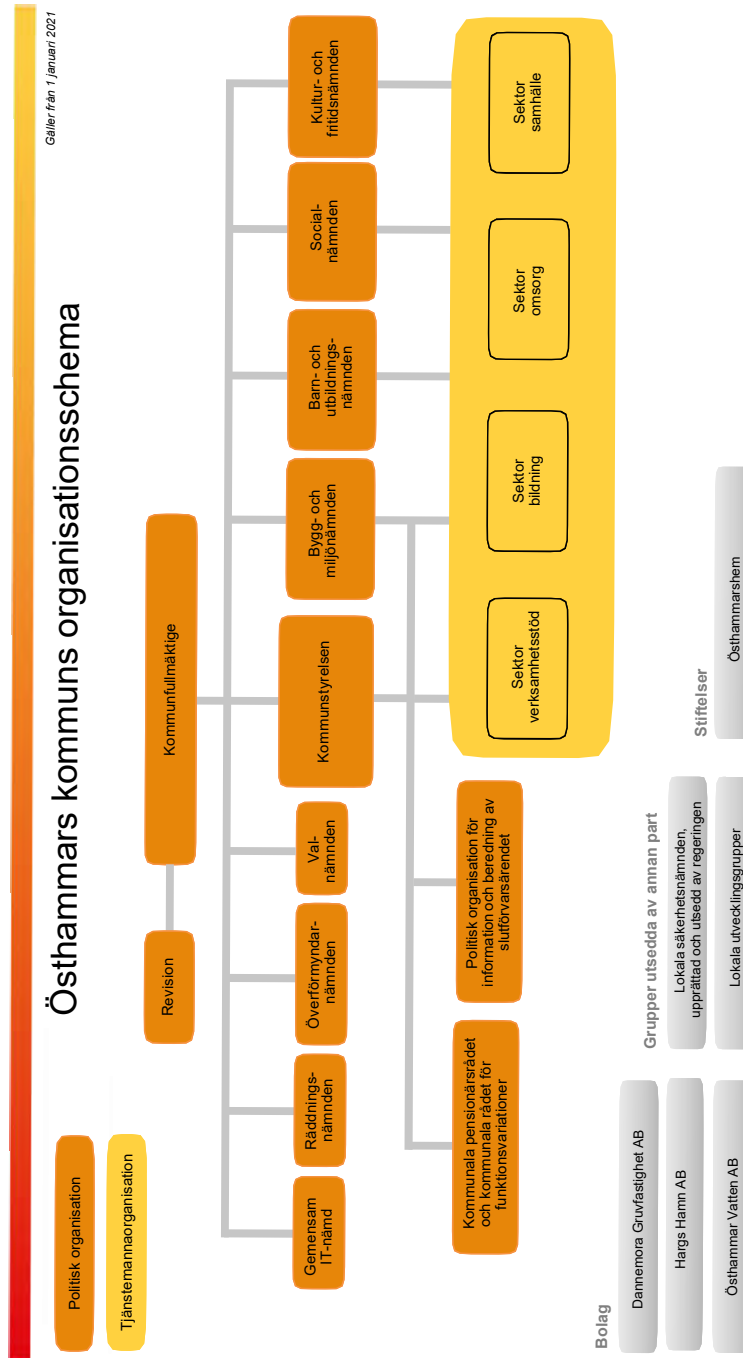 Gäller från 1 januari 2021
Östhammars kommuns organisationsschema
Politisk organisation
Tjänstemannaorganisation
Revision
Kommunfullmäktige
Gemensam
IT-nämd
Räddnings-
nämnden
Överförmyndar-
nämnden
Val-
nämnden
Kommunstyrelsen
Bygg- och
miljönämnden
Barn- och
utbildnings-
nämnden
Social-
nämnden
Kultur- och
fritidsnämnden
Kommunala pensionärsrådet
och kommunala rådet för
funktionsvariationer
Politisk organisation för
information och beredning av
slutförvarsärendet
Sektor
verksamhetsstöd
Sektor
bildning
Sektor
omsorg
Sektor
samhälle
Bolag
Dannemora Gruvfastighet AB
Hargs Hamn AB
Östhammar Vatten AB
Grupper utsedda av annan part
Lokala säkerhetsnämnden,
upprättad och utsedd av regeringen
Lokala utvecklingsgrupper
Stiftelser
Östhammarshem